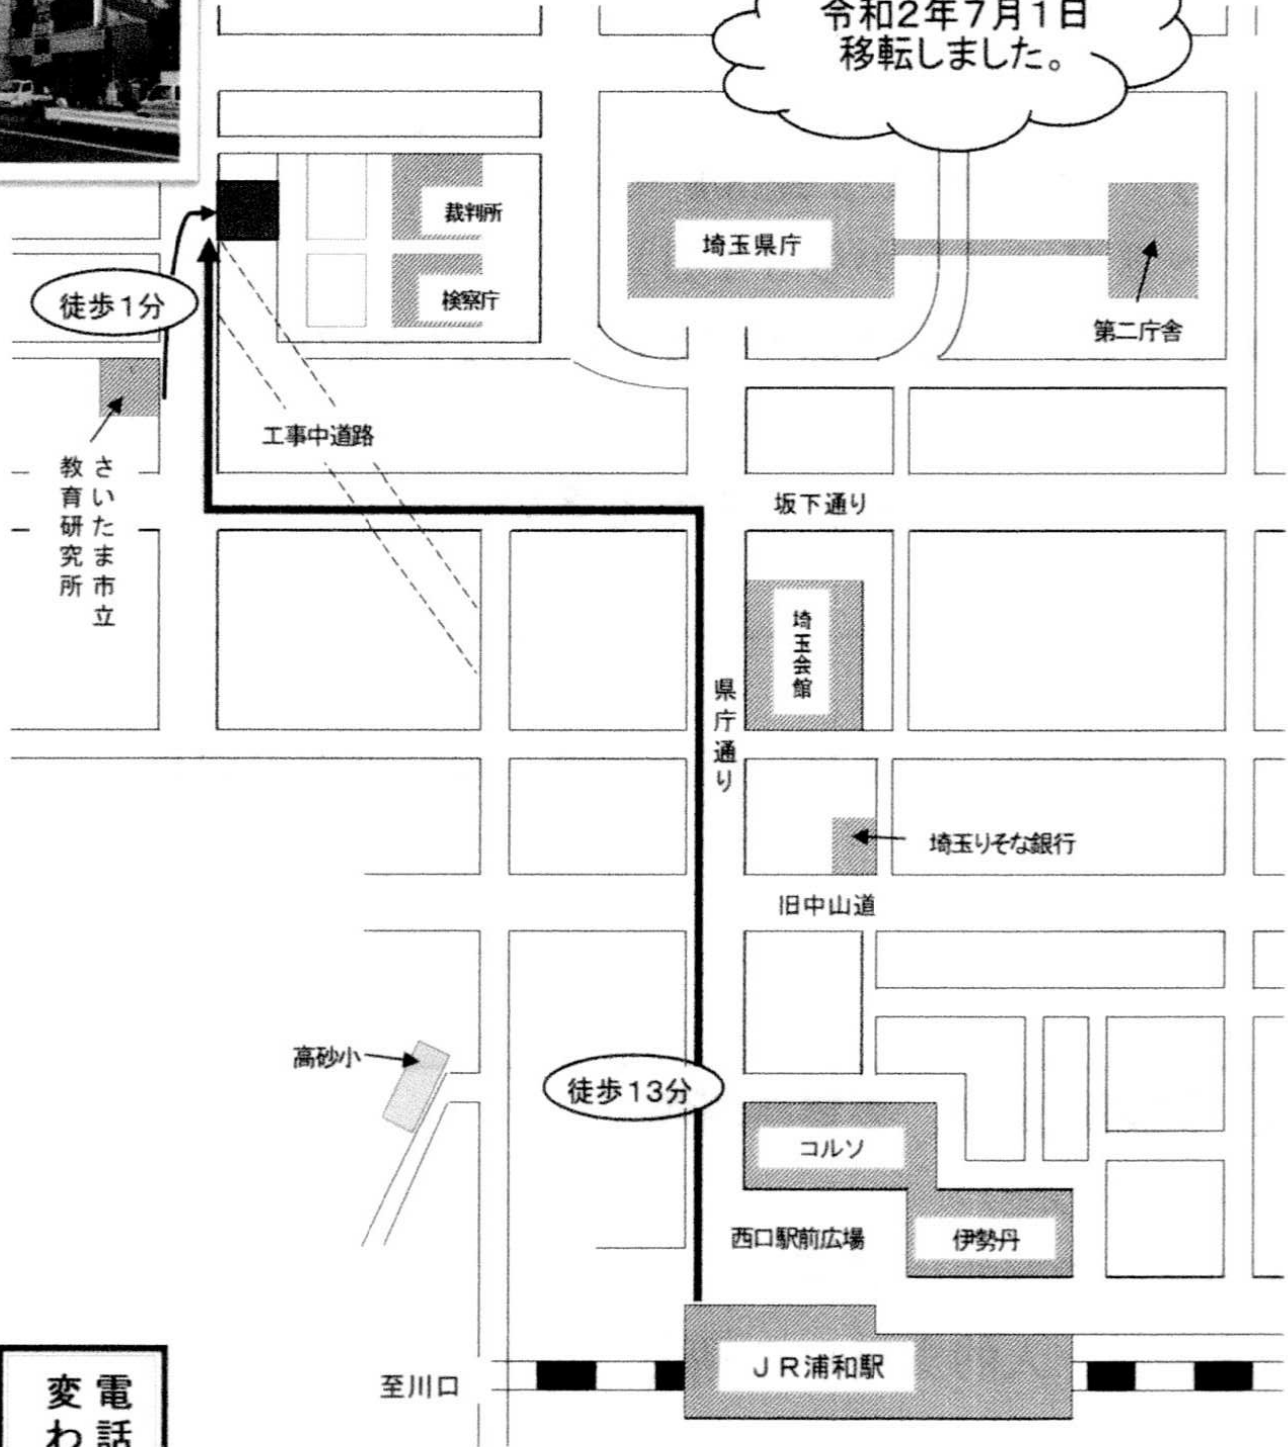 令和2年7月1日
移転しました。
裁判所
埼玉県庁
検察庁
徒歩1分
第二庁舎
工事中道路
さいたま市立
教育研究所
坂下通り
埼玉会館
県庁通り
埼玉りそな銀行
旧中山道
高砂小
徒歩13分
コルソ
西口駅前広場
伊勢丹
JR浦和駅
至川口
電話
変わ